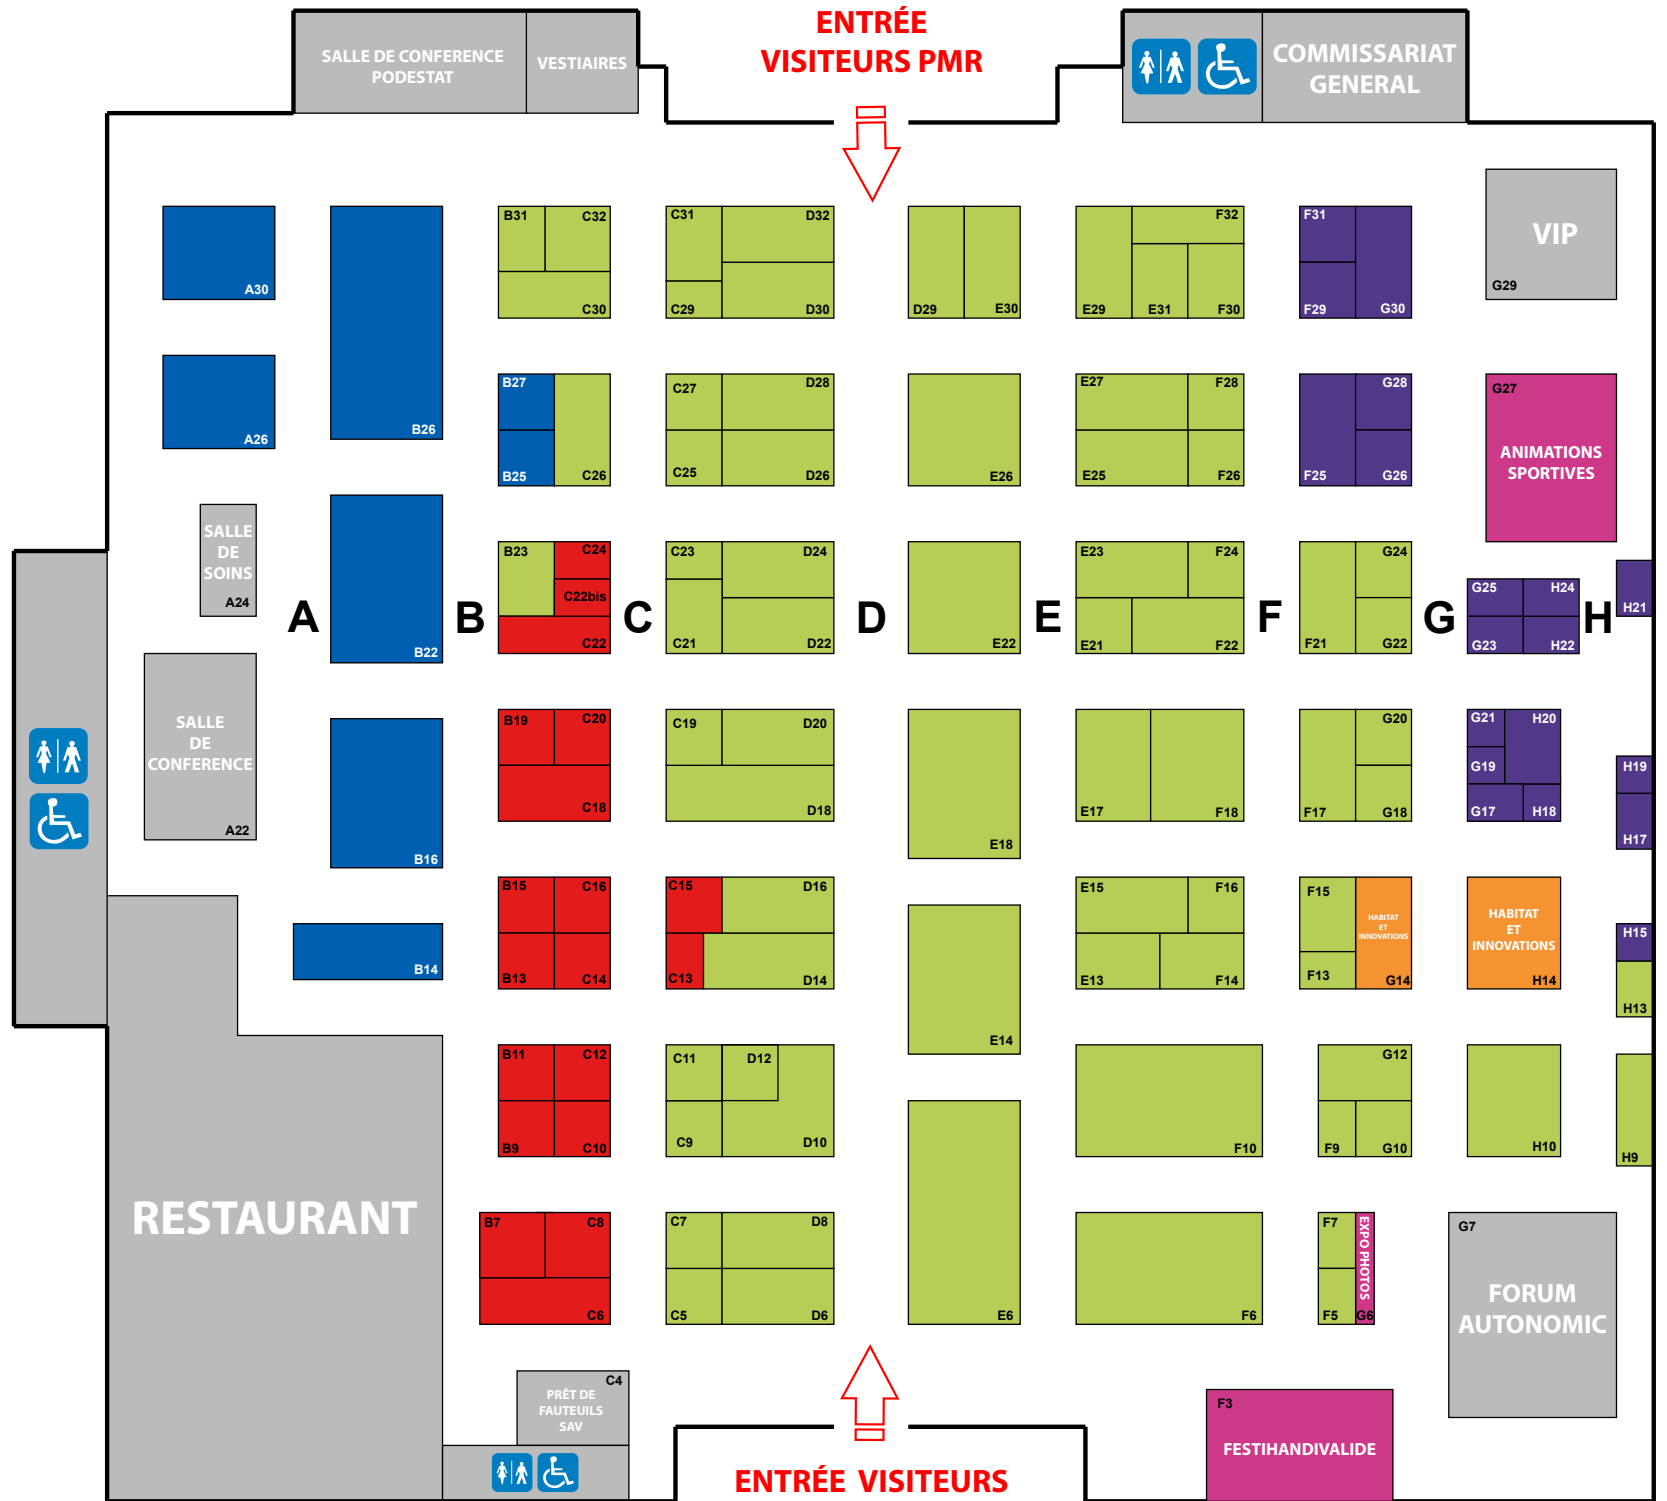 ENTRÉE
VISITEURS PMR
SALLE DE CONFERENCE
PODESTAT
VESTIAIRES
COMMISSARIAT
GENERAL
VIP
G29
A30
B26
B31 C32
C30
C31 D32
C29 D30
D29 E30
F32
E29 E31 F30
F31
F29 G30
A26
B27
B25 C26
C27 D28
C25 D26
E26
E27 F28
E25 F26
G28
F25 G26
G27
ANIMATIONS
SPORTIVES
SALLE
DE
SOINS
A24
B22
B23 C24
C22bis
C22
C23 D24
C21 D22
E22
E23 F24
E21 F22
G24
F21 G22
G25 H24
G23 H22
H21
A B C D E F G H
SALLE
DE
CONFERENCE
A22
B16
B19 C20
C18
C19 D20
D18
E18
E17 F18
G20
F17 G18
G21 H20
G19
G17 H18
H19
H17
B14
B15 C16
B13 C14
C15 D16
C13 D14
E14
E15 F16
E13 F14
F15
F13
HABITAT
ET
INNOVATIONS
G14
HABITAT
ET
INNOVATIONS
H14
H15
H13
B11 C12
B9 C10
C11 D12
C9 D10
F10
G12
F9 G10
H10
H9
RESTAURANT
B7 C8
C6
C7 D8
C5 D6
E6
F6
F7
F5
EXPO PHOTOS
G6
G7
FORUM
AUTONOMIC
C4
PRÊT DE
FAUTEUILS
SAV
F3
FESTIHANDIVALIDE
ENTRÉE VISITEURS